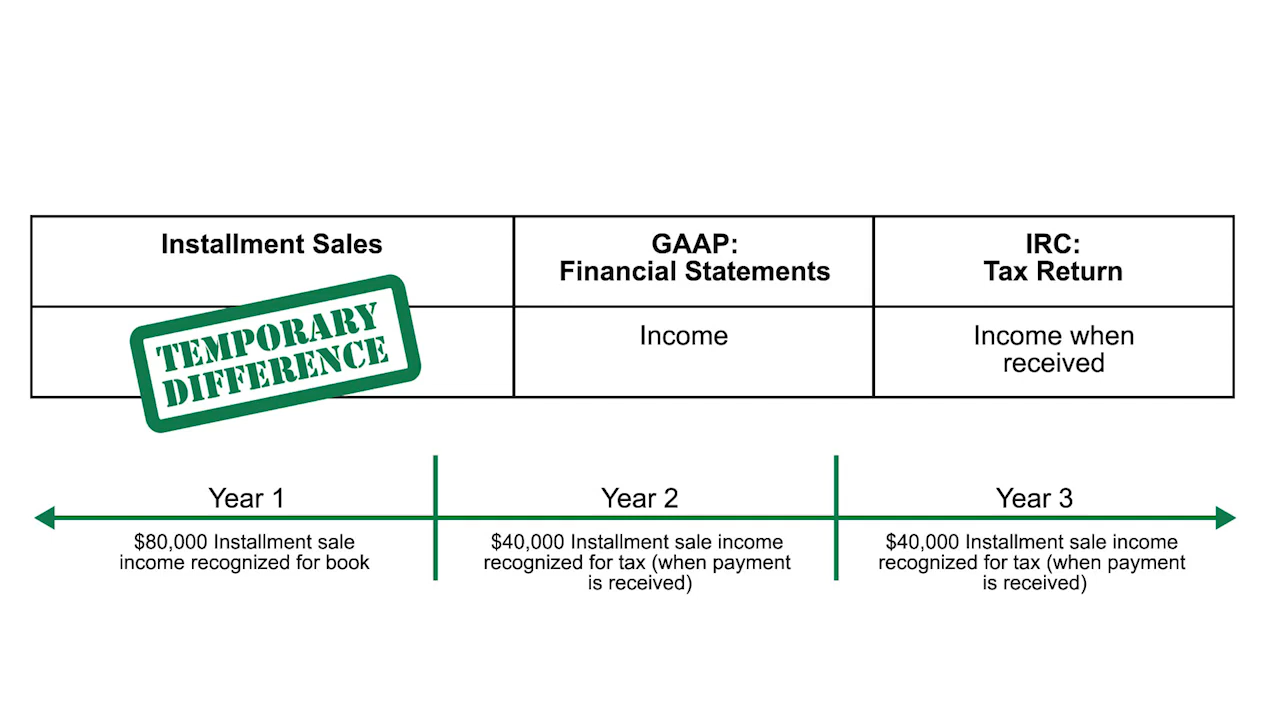 Installment Sales
GAAP:
Financial Statements
IRC:
Tax Return
TEMPORARY
DIFFERENCE
Income
Income when
received
Year 1
Year 2
Year 3
$80,000 Installment sale
income recognized for book
$40,000 Installment sale income
recognized for tax (when payment
is received)
$40,000 Installment sale income
recognized for tax (when payment
is received)